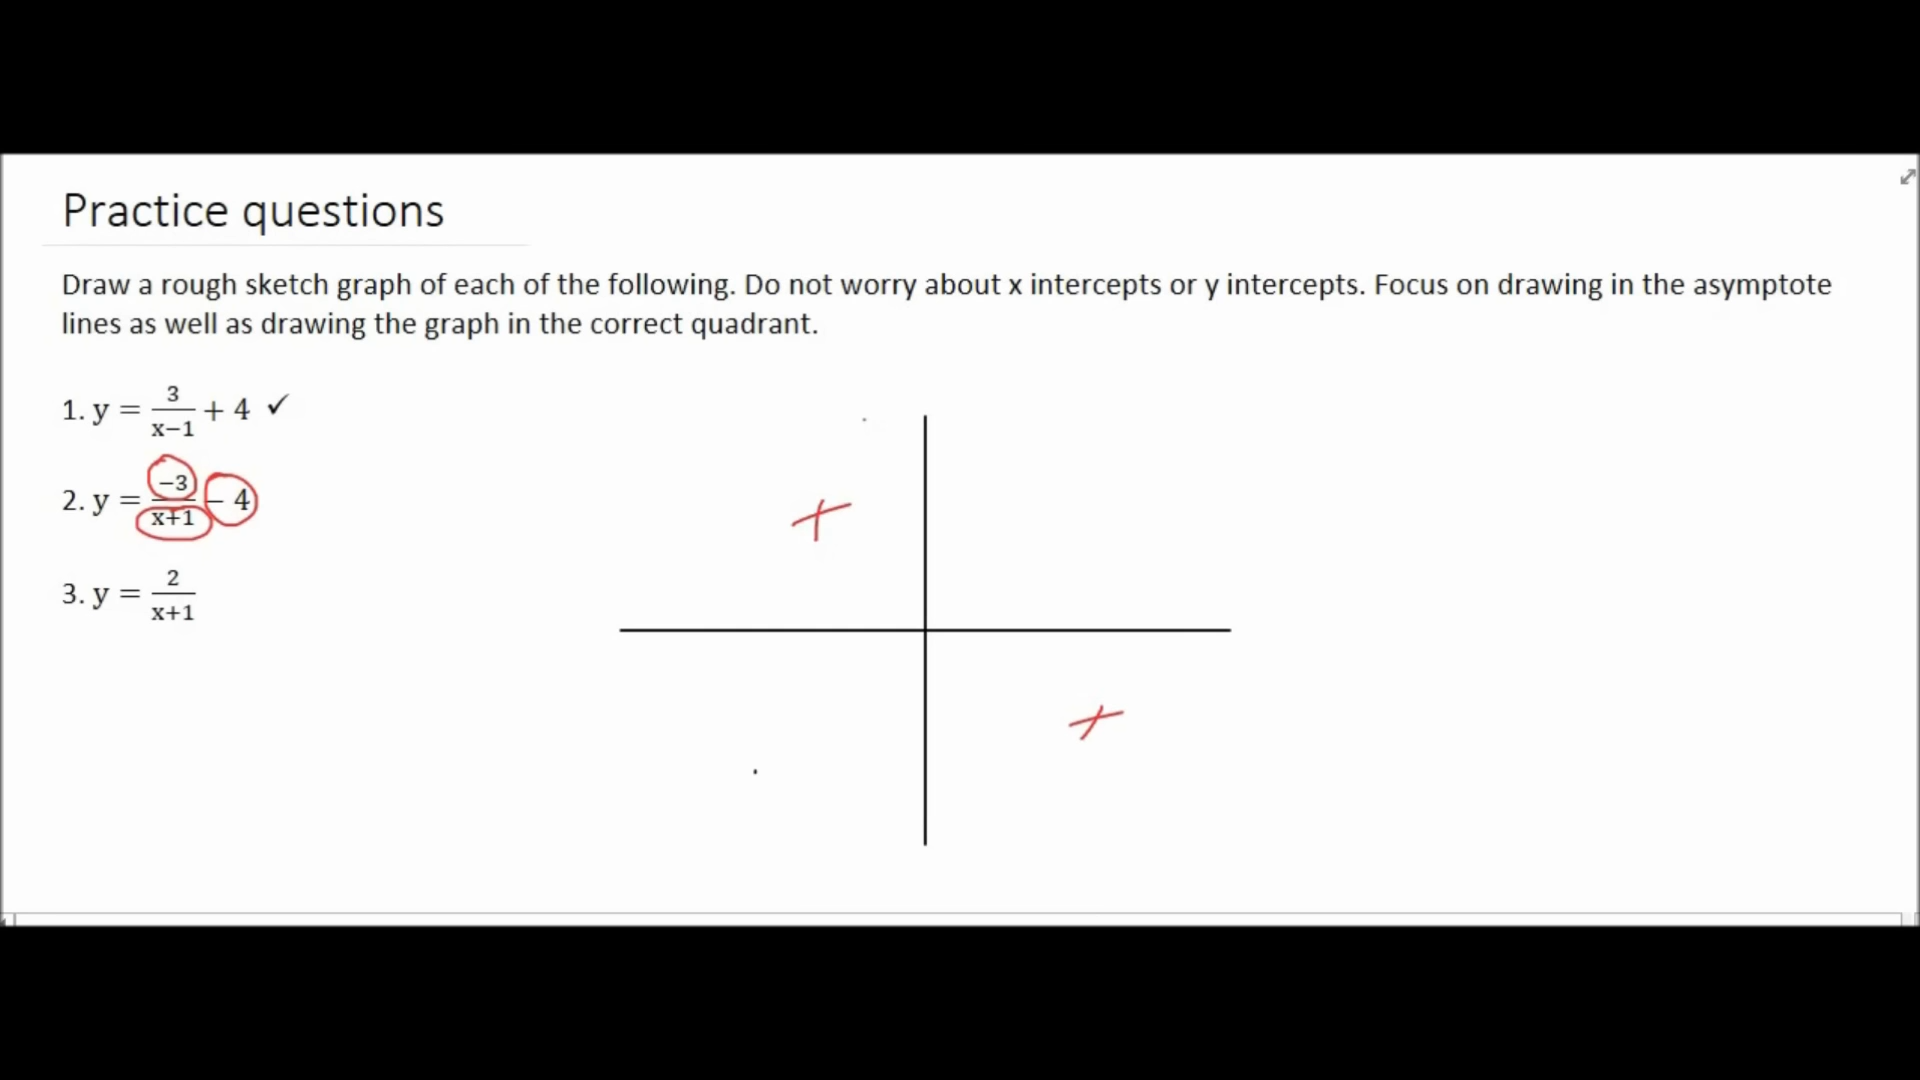 Practice questions
Draw a rough sketch graph of each of the following. Do not worry about x intercepts or y intercepts. Focus on drawing in the asymptote
lines as well as drawing the graph in the correct quadrant.
1. y = 3/(x−1) + 4 ✓
2. y = −3/(x+1) − 4
3. y = 2/(x+1)